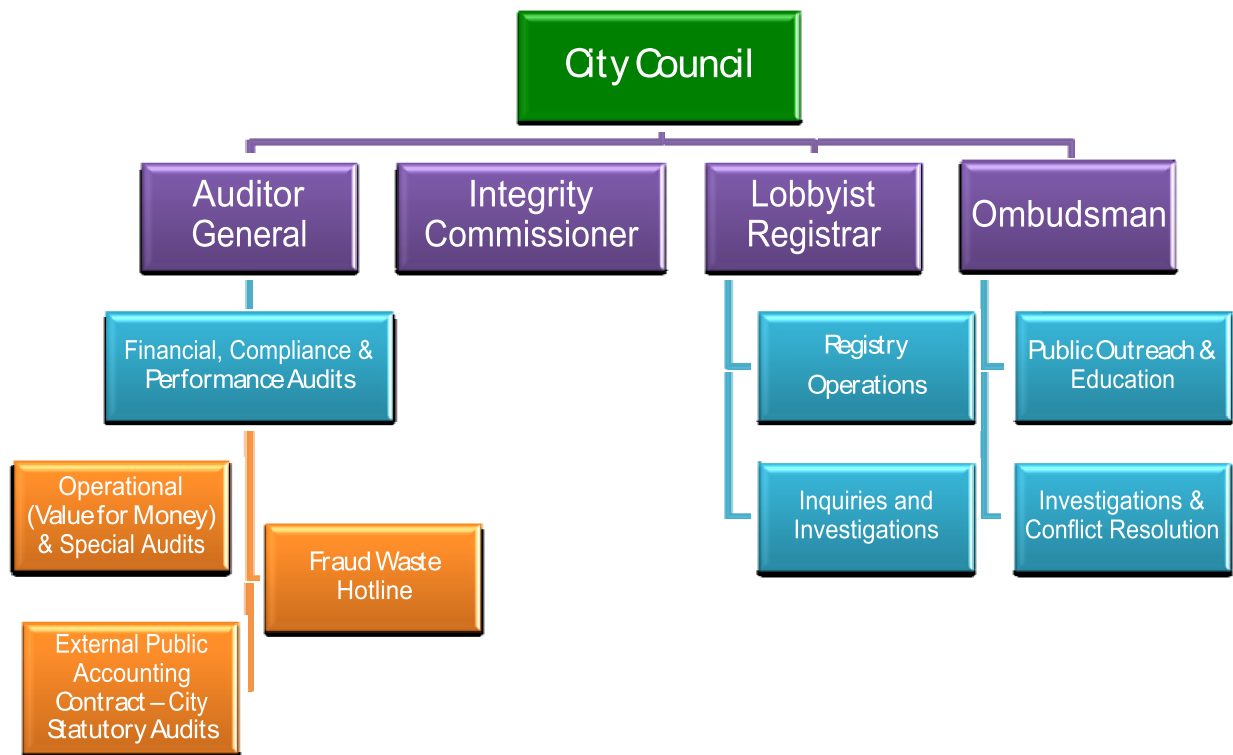 City Council
Auditor
General
Integrity
Commissioner
Lobbyist
Registrar
Ombudsman
Financial, Compliance &
Performance Audits
Registry
Operations
Public Outreach &
Education
Operational
(Value for Money)
& Special Audits
Fraud Waste
Hotline
Inquiries and
Investigations
Investigations &
Conflict Resolution
External Public
Accounting
Contract – City
Statutory Audits